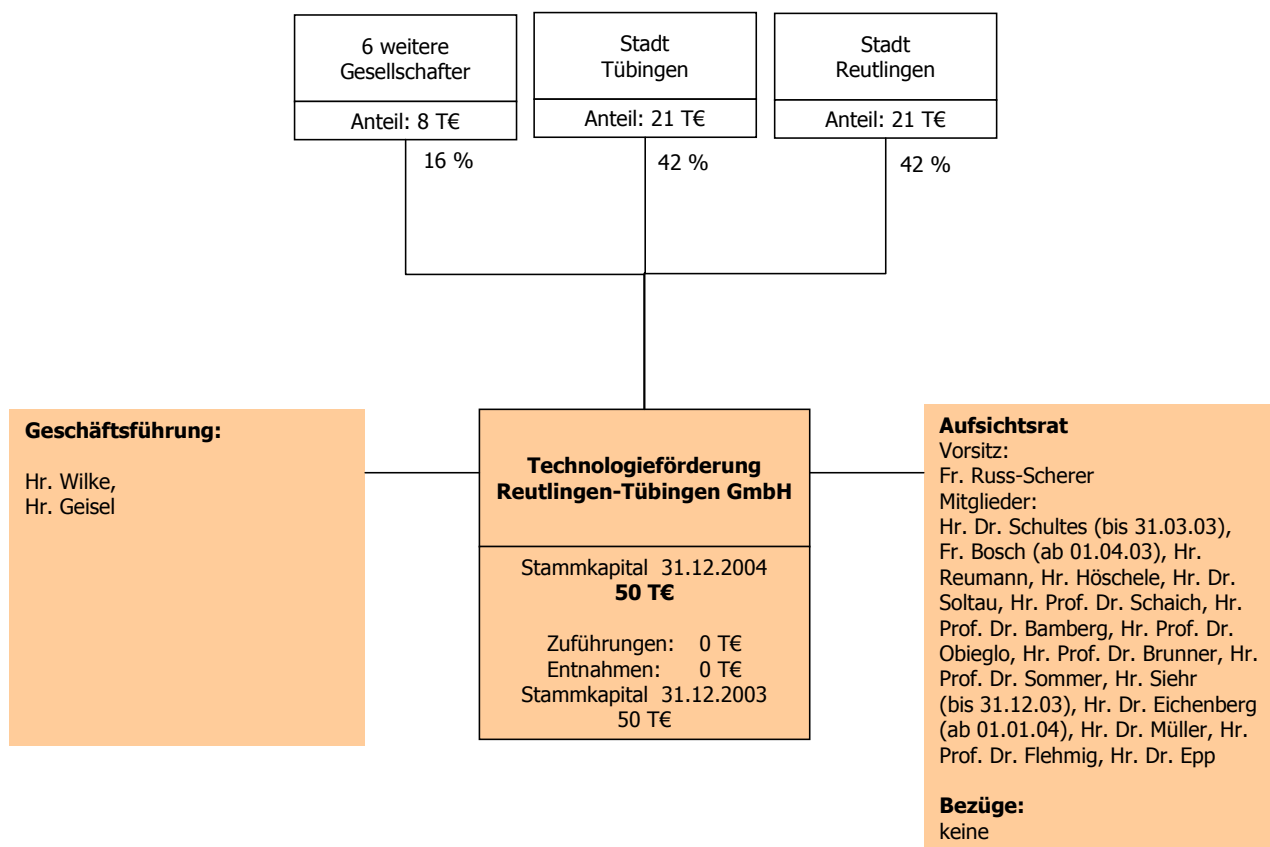 6 weitere
Gesellschafter
Anteil: 8 T€
16 %
Stadt
Tübingen
Anteil: 21 T€
42 %
Stadt
Reutlingen
Anteil: 21 T€
42 %
Geschäftsführung:
Hr. Wilke,
Hr. Geisel
Technologieförderung
Reutlingen-Tübingen GmbH
Stammkapital 31.12.2004
50 T€
Zuführungen: 0 T€
Entnahmen: 0 T€
Stammkapital 31.12.2003
50 T€
Aufsichtsrat
Vorsitz:
Fr. Russ-Scherer
Mitglieder:
Hr. Dr. Schultes (bis 31.03.03),
Fr. Bosch (ab 01.04.03), Hr.
Reumann, Hr. Höschele, Hr. Dr.
Soltau, Hr. Prof. Dr. Schaich, Hr.
Prof. Dr. Bamberg, Hr. Prof. Dr.
Obieglo, Hr. Prof. Dr. Brunner, Hr.
Prof. Dr. Sommer, Hr. Siehr
(bis 31.12.03), Hr. Dr. Eichenberg
(ab 01.01.04), Hr. Dr. Müller, Hr.
Prof. Dr. Flehmig, Hr. Dr. Epp
Bezüge:
keine